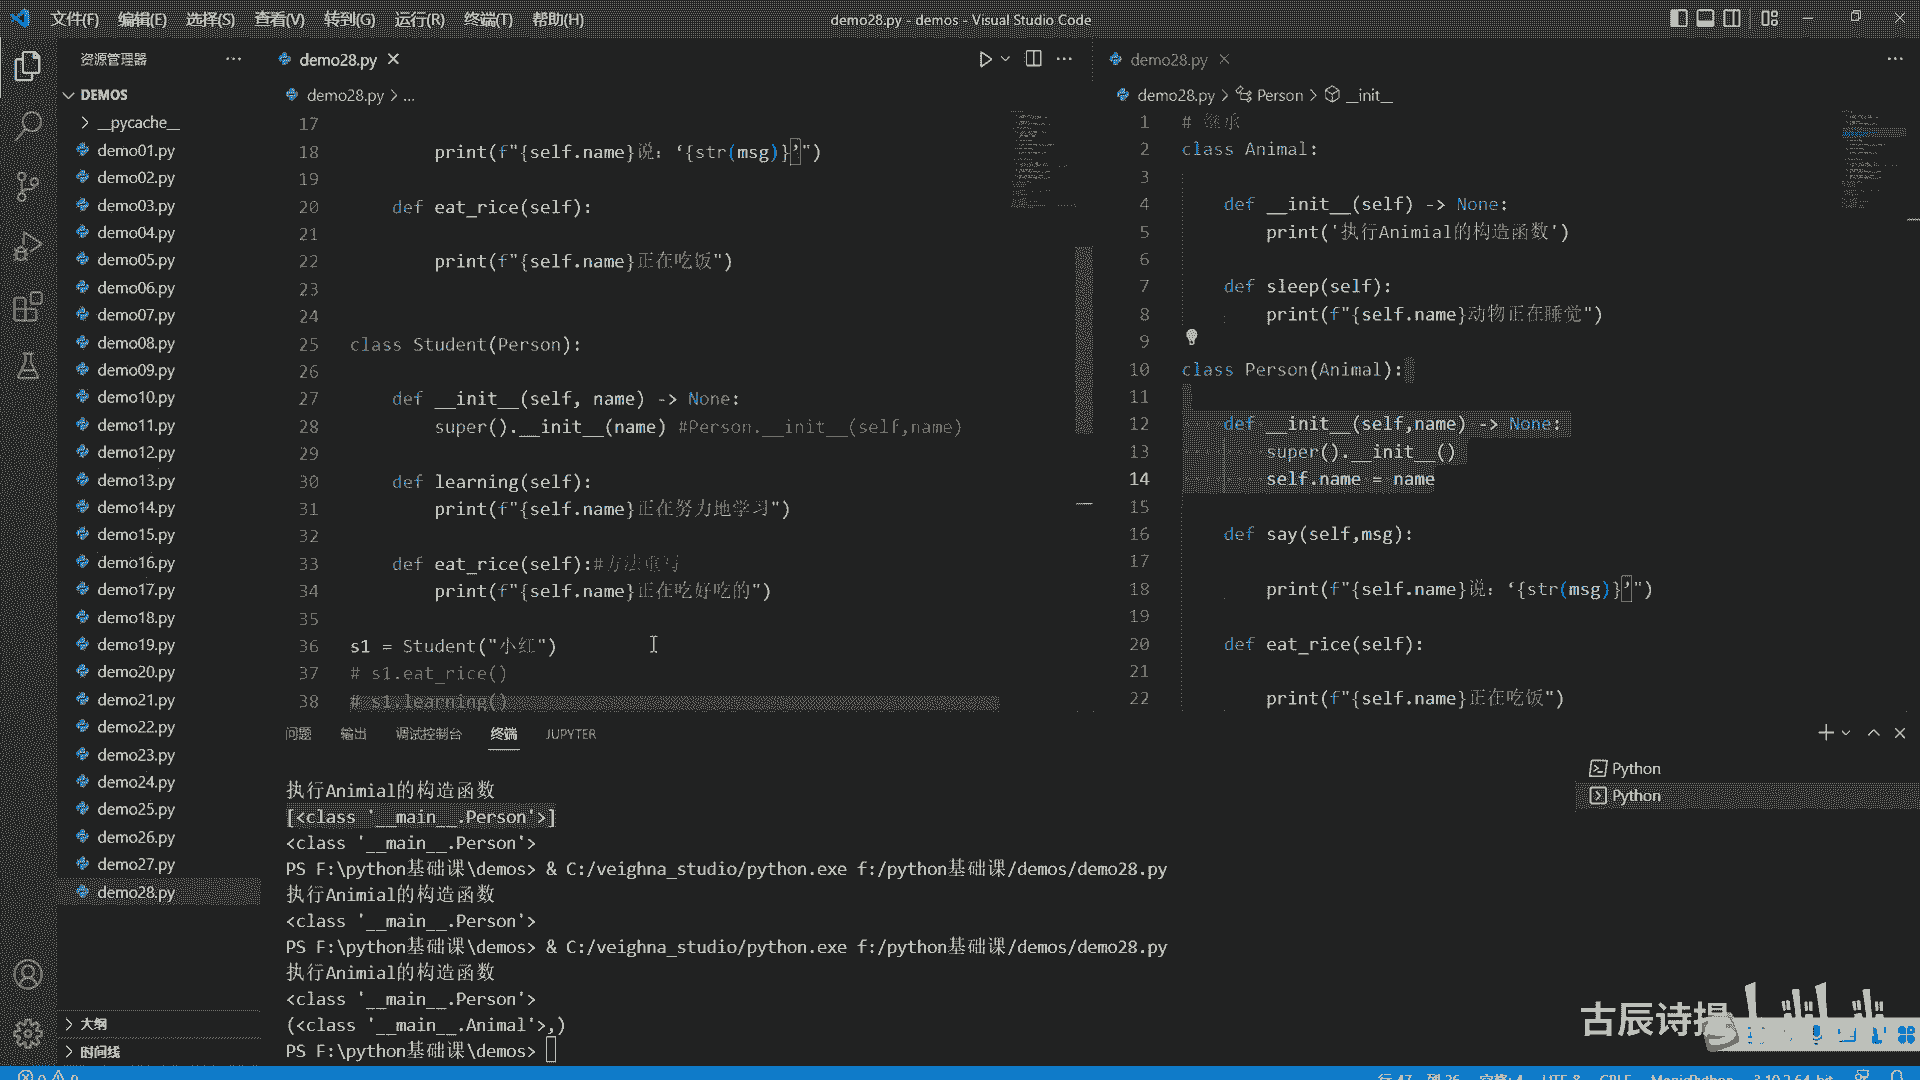 文件(F) 编辑(E) 选择(S) 查看(V) 转到(G) 运行(R) 终端(T) 帮助(H)
demo28.py - demos - Visual Studio Code
资源管理器
DEMOS
__pycache__
demo01.py
demo02.py
demo03.py
demo04.py
demo05.py
demo06.py
demo07.py
demo08.py
demo09.py
demo10.py
demo11.py
demo12.py
demo13.py
demo14.py
demo15.py
demo16.py
demo17.py
demo18.py
demo19.py
demo20.py
demo21.py
demo22.py
demo23.py
demo24.py
demo25.py
demo26.py
demo27.py
demo28.py
大纲
时间线
demo28.py
demo28.py > ...
17
18 print(f"{self.name}说：‘{str(msg)}’")
19
20 def eat_rice(self):
21
22 print(f"{self.name}正在吃饭")
23
24
25 class Student(Person):
26
27 def __init__(self, name) -> None:
28 super().__init__(name) #Person.__init__(self,name)
29
30 def learning(self):
31 print(f"{self.name}正在努力地学习")
32
33 def eat_rice(self):#方法重写
34 print(f"{self.name}正在吃好吃的")
35
36 s1 = Student("小红")
37 # s1.eat_rice()
38 # s1.learning()
demo28.py
demo28.py > Person > __init__
1 # 继承
2 class Animal:
3
4 def __init__(self) -> None:
5 print('执行Animial的构造函数')
6
7 def sleep(self):
8 print(f"{self.name}动物正在睡觉")
9
10 class Person(Animal):
11
12 def __init__(self,name) -> None:
13 super().__init__()
14 self.name = name
15
16 def say(self,msg):
17
18 print(f"{self.name}说：‘{str(msg)}’")
19
20 def eat_rice(self):
21
22 print(f"{self.name}正在吃饭")
问题 输出 调试控制台 终端 JUPYTER
执行Animial的构造函数
[<class '__main__.Person'>]
<class '__main__.Person'>
PS F:\python基础课\demos> & C:/veighna_studio/python.exe f:/python基础课/demos/demo28.py
执行Animial的构造函数
<class '__main__.Person'>
PS F:\python基础课\demos> & C:/veighna_studio/python.exe f:/python基础课/demos/demo28.py
执行Animial的构造函数
<class '__main__.Person'>
(<class '__main__.Animal'>,)
PS F:\python基础课\demos>
Python
Python
古辰诗提